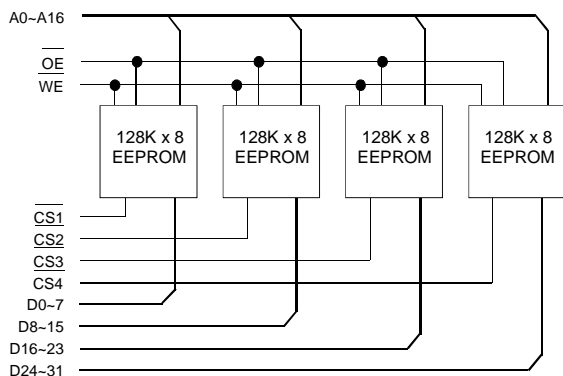 A0~A16
OE
WE
128K x 8
EEPROM
128K x 8
EEPROM
128K x 8
EEPROM
128K x 8
EEPROM
CS1
CS2
CS3
CS4
D0~7
D8~15
D16~23
D24~31